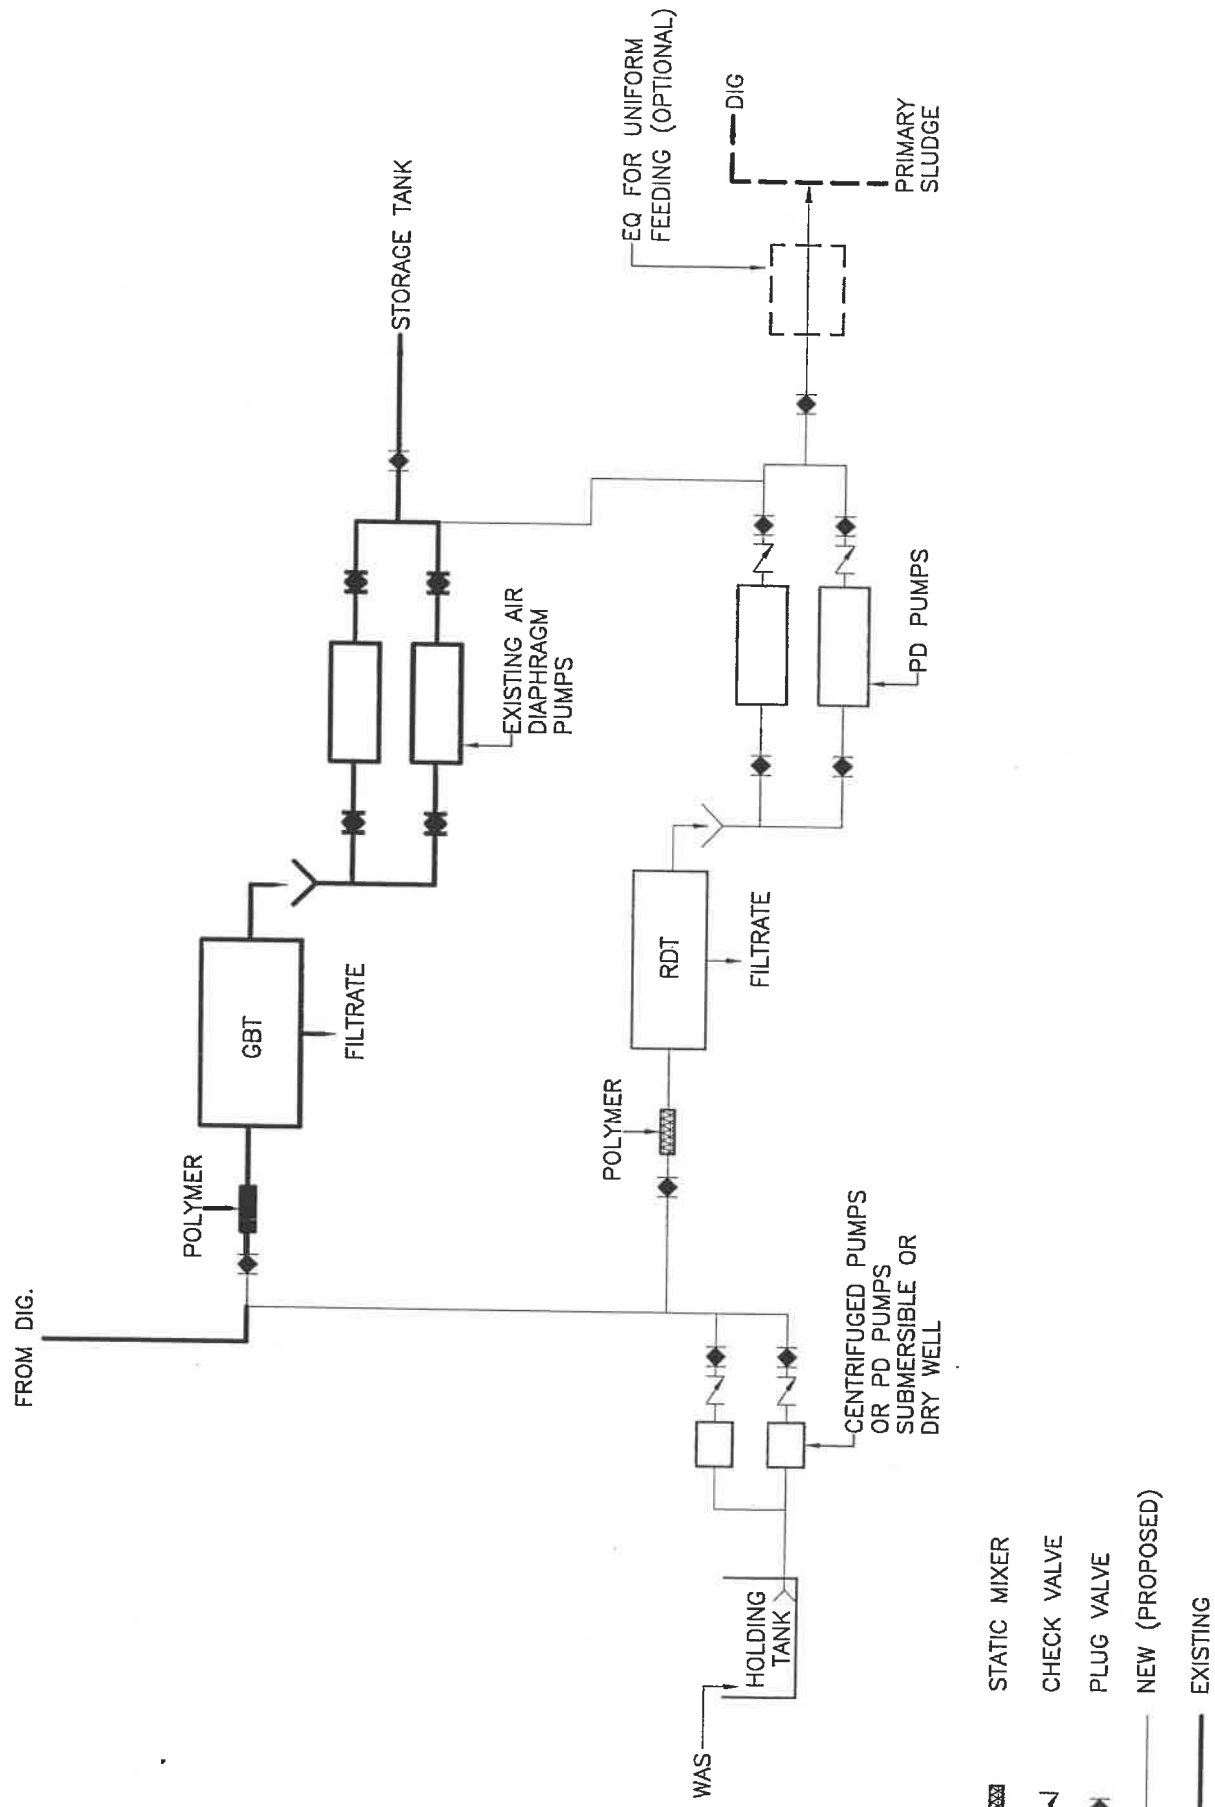 FROM DIG.
POLYMER
GBT
FILTRATE
EXISTING AIR
DIAPHRAGM
PUMPS
STORAGE TANK
WAS
HOLDING
TANK
CENTRIFUGED PUMPS
OR PD PUMPS
SUBMERSIBLE OR
DRY WELL
POLYMER
RDT
FILTRATE
PD PUMPS
EQ FOR UNIFORM
FEEDING (OPTIONAL)
DIG
PRIMARY
SLUDGE
STATIC MIXER
CHECK VALVE
PLUG VALVE
NEW (PROPOSED)
EXISTING